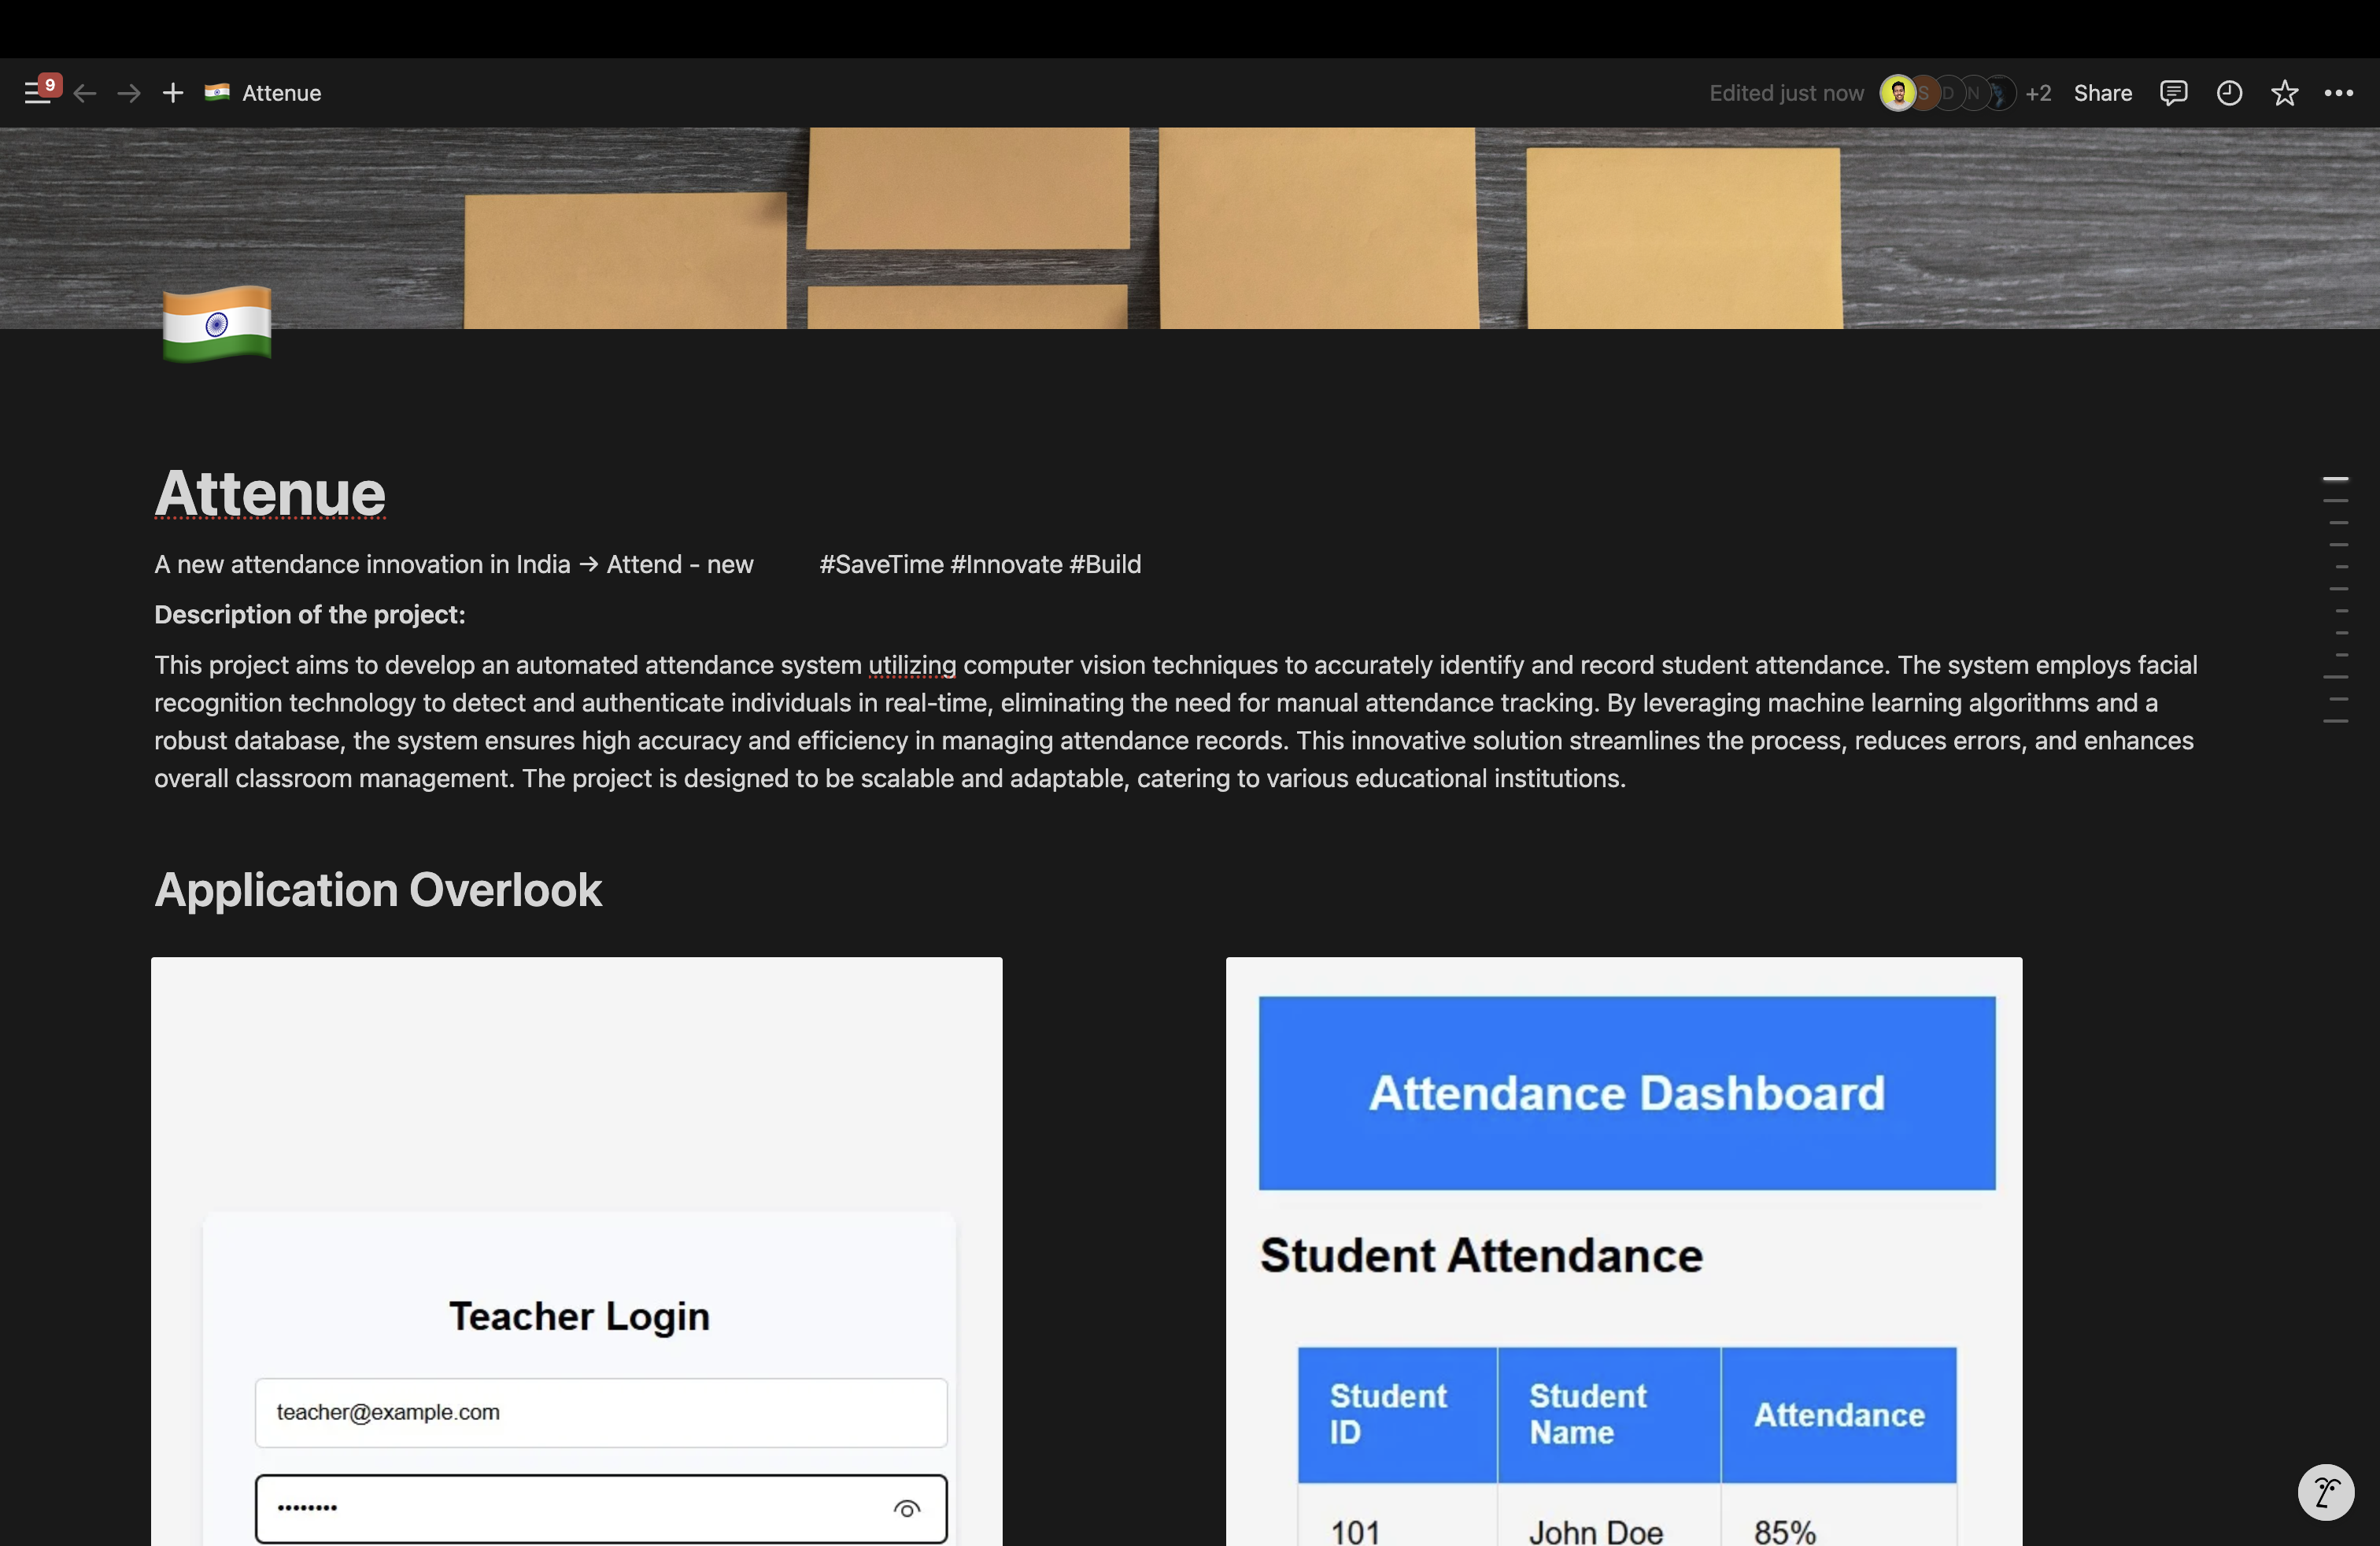 9
Attenue
Edited just now
S
D
N
+2
Share
Attenue
A new attendance innovation in India → Attend - new #SaveTime #Innovate #Build
Description of the project:
This project aims to develop an automated attendance system utilizing computer vision techniques to accurately identify and record student attendance. The system employs facial
recognition technology to detect and authenticate individuals in real-time, eliminating the need for manual attendance tracking. By leveraging machine learning algorithms and a
robust database, the system ensures high accuracy and efficiency in managing attendance records. This innovative solution streamlines the process, reduces errors, and enhances
overall classroom management. The project is designed to be scalable and adaptable, catering to various educational institutions.
Application Overlook
Teacher Login
teacher@example.com
••••••••
Attendance Dashboard
Student Attendance
Student ID Student Name Attendance
101 John Doe 85%